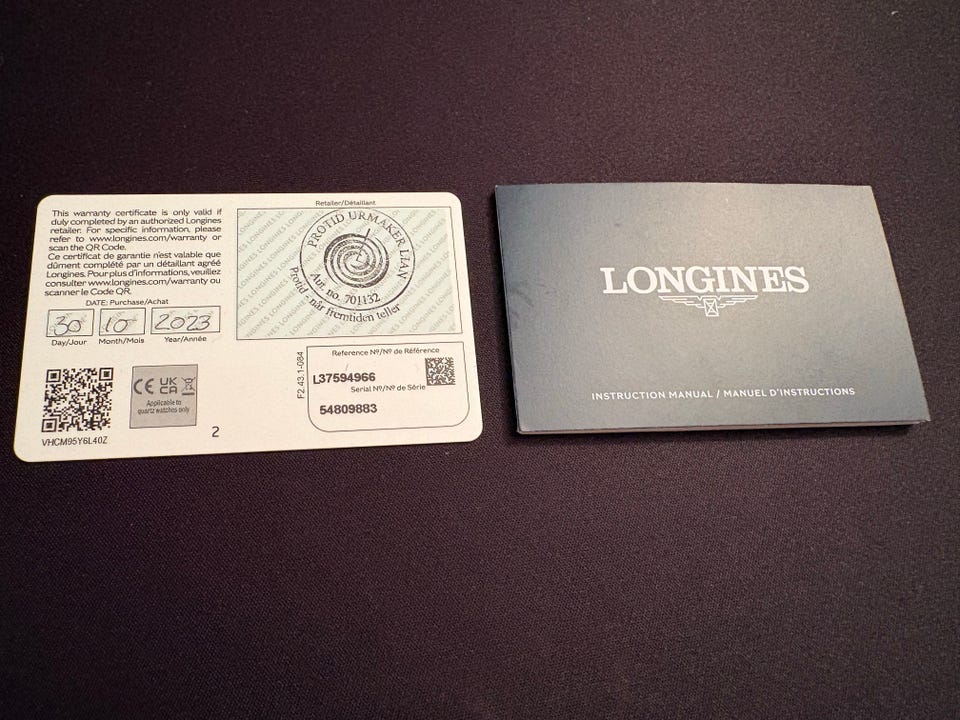 This warranty certificate is only valid if
duly completed by an authorized Longines
retailer. For specific information, please
refer to www.longines.com/warranty or
scan the QR Code.
Ce certificat de garantie n'est valable que
dûment complété par un détaillant agréé
Longines. Pour plus d'informations, veuillez
consulter www.longines.com/warranty ou
scanner le Code QR.
DATE: Purchase/Achat
30 10 2023
Day/Jour Month/Mois Year/Année
CE UK CA
Applicable to
quartz watches only
VHCM95Y6L40Z
2
Retailer/Détaillant
PROTID URMAKER LIAN
Aut. no. 701132
Protid - når fremtiden teller
F2.43.1-084
Reference Nº/Nº de Référence
L37594966
Serial Nº/Nº de Série
54809883
LONGINES
INSTRUCTION MANUAL / MANUEL D'INSTRUCTIONS